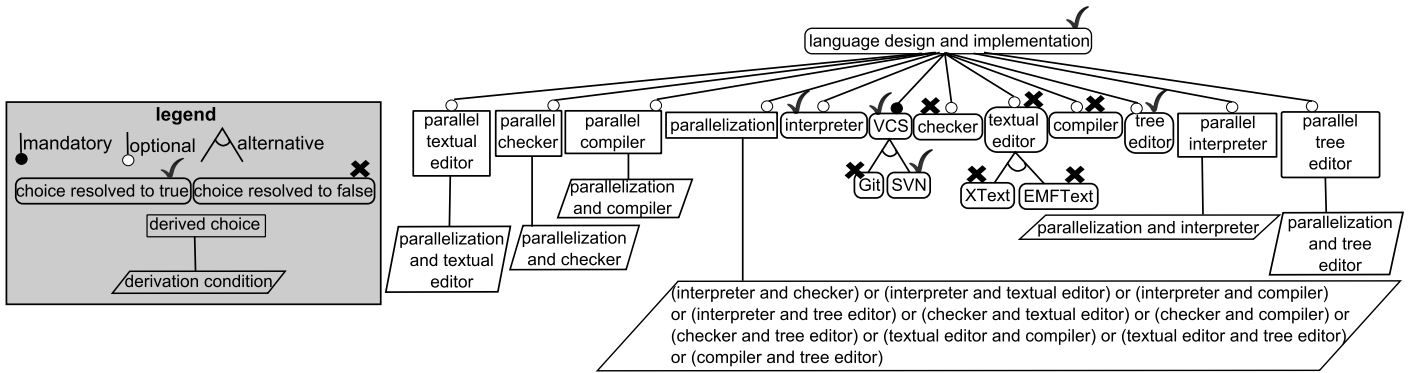 legend
mandatory
optional
alternative
choice resolved to true
choice resolved to false
derived choice
derivation condition
language design and implementation
parallel
textual
editor
parallel
checker
parallel
compiler
parallelization
interpreter
VCS
checker
textual
editor
compiler
tree
editor
parallel
interpreter
parallel
tree
editor
Git
SVN
XText
EMFText
parallelization
and textual
editor
parallelization
and checker
parallelization
and compiler
parallelization and interpreter
parallelization
and tree
editor
(interpreter and checker) or (interpreter and textual editor) or (interpreter and compiler)
or (interpreter and tree editor) or (checker and textual editor) or (checker and compiler) or
(checker and tree editor) or (textual editor and compiler) or (textual editor and tree editor)
or (compiler and tree editor)